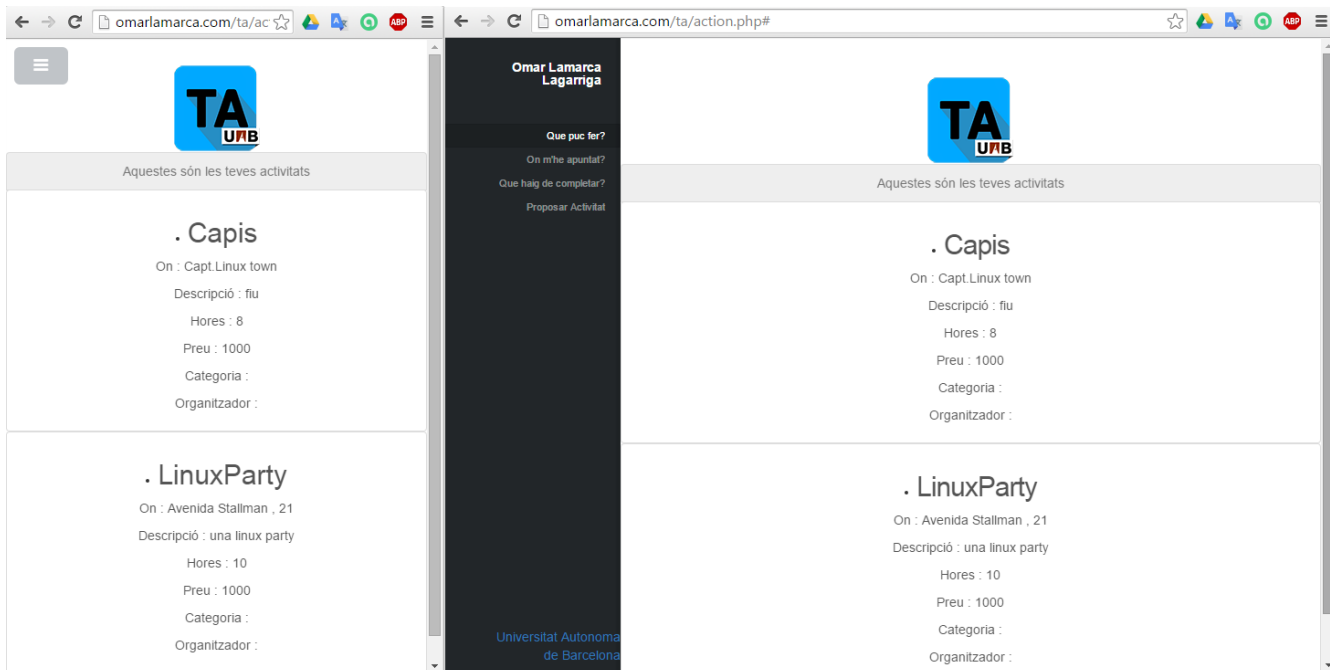 omarlamarca.com/ta/ac
ABP
TA
UAB
Aquestes són les teves activitats
Capis
On : Capt.Linux town
Descripció : fiu
Hores : 8
Preu : 1000
Categoria :
Organitzador :
LinuxParty
On : Avenida Stallman , 21
Descripció : una linux party
Hores : 10
Preu : 1000
Categoria :
Organitzador :
omarlamarca.com/ta/action.php#
ABP
Omar Lamarca
Lagarriga
Que puc fer?
On m'he apuntat?
Que haig de completar?
Proposar Activitat
Universitat Autonoma
de Barcelona
TA
UAB
Aquestes són les teves activitats
Capis
On : Capt.Linux town
Descripció : fiu
Hores : 8
Preu : 1000
Categoria :
Organitzador :
LinuxParty
On : Avenida Stallman , 21
Descripció : una linux party
Hores : 10
Preu : 1000
Categoria :
Organitzador :